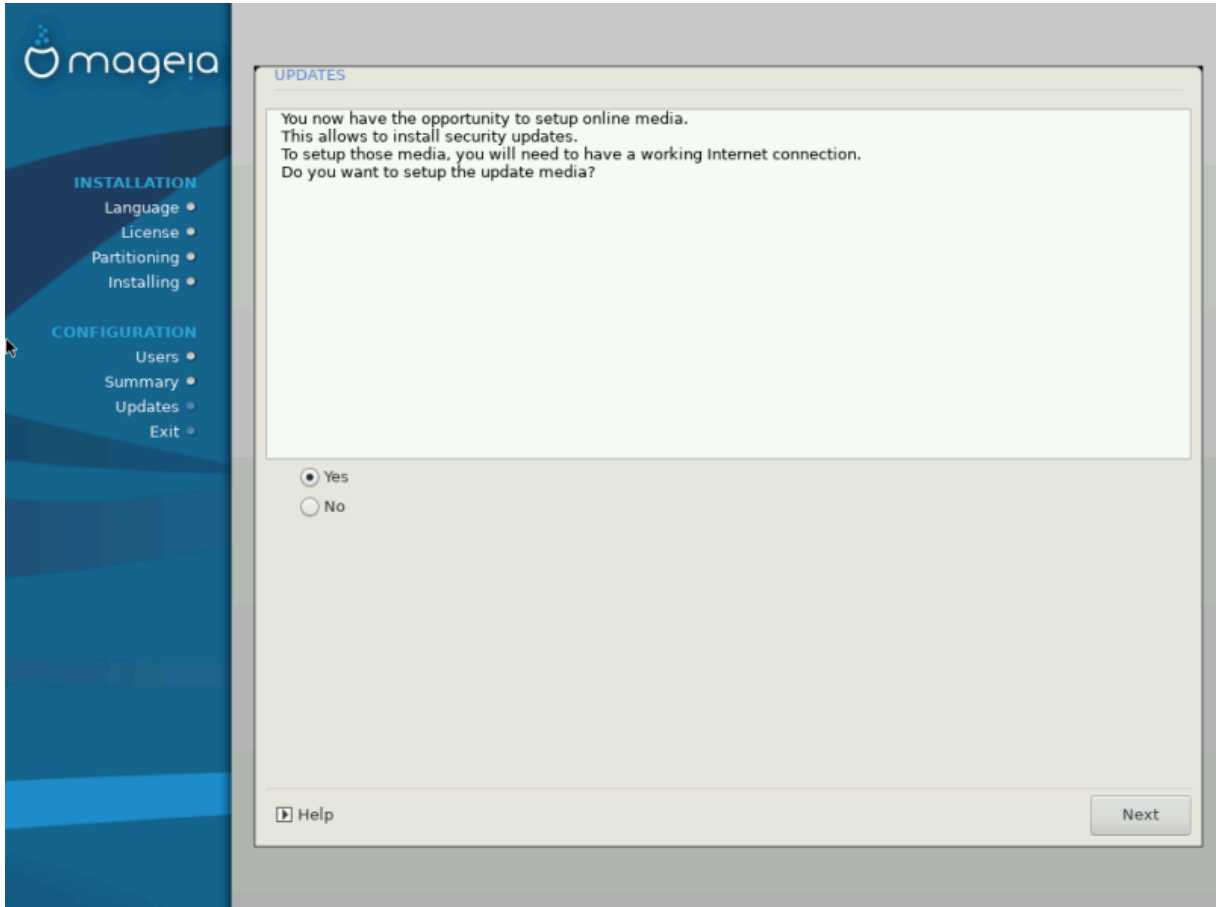 mageia
INSTALLATION
Language
License
Partitioning
Installing
CONFIGURATION
Users
Summary
Updates
Exit
UPDATES
You now have the opportunity to setup online media.
This allows to install security updates.
To setup those media, you will need to have a working Internet connection.
Do you want to setup the update media?
Yes
No
Help
Next